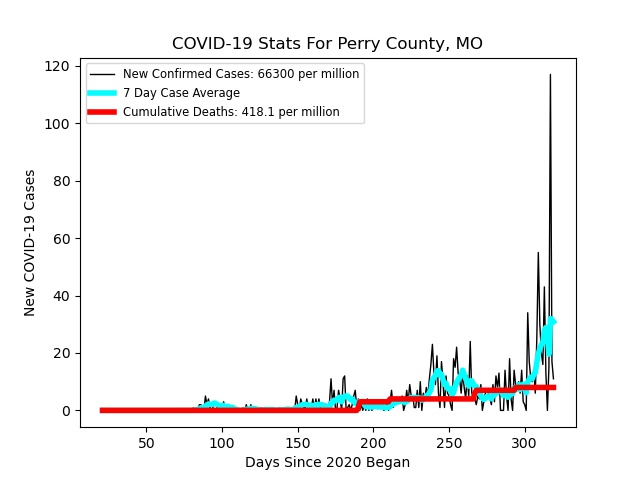 COVID-19 Stats For Perry County, MO
New Confirmed Cases: 66300 per million
7 Day Case Average
Cumulative Deaths: 418.1 per million
120
100
80
60
40
20
0
New COVID-19 Cases
50 100 150 200 250 300
Days Since 2020 Began